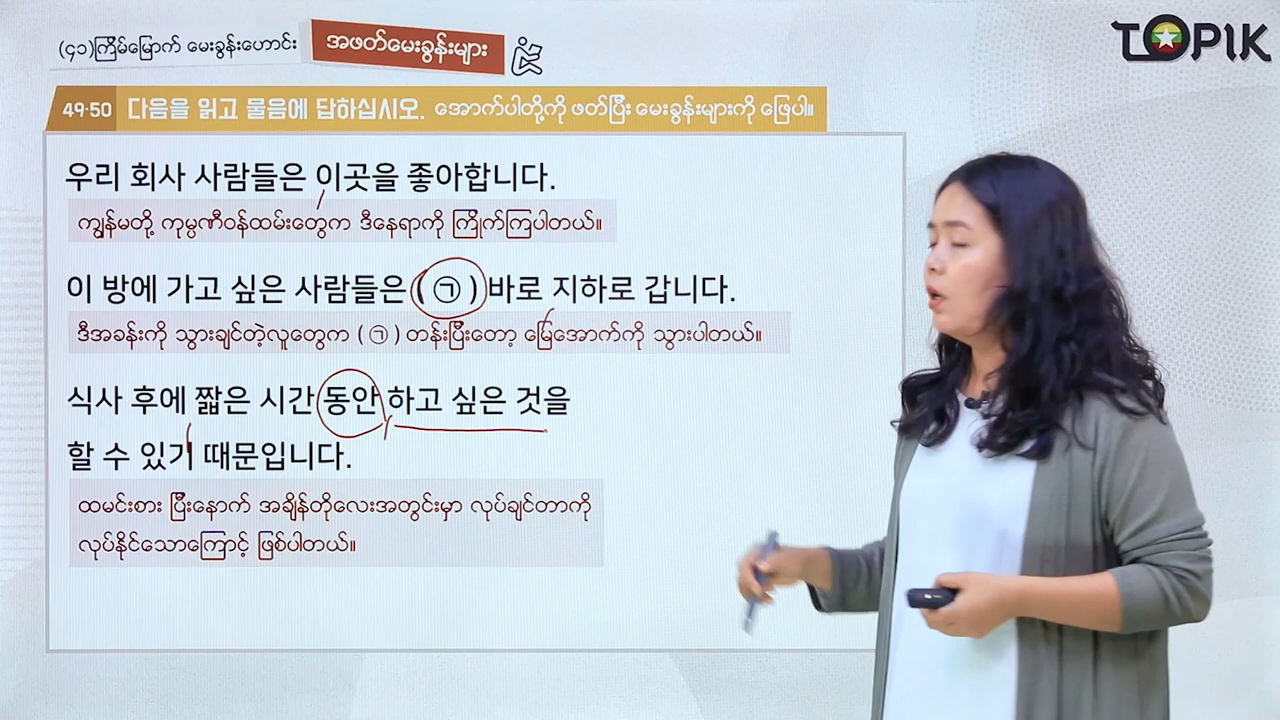 (၄၁)ကြိမ်မြောက် မေးခွန်းဟောင်း အဖတ်မေးခွန်းများ
TOPIK
49-50 다음을 읽고 물음에 답하십시오. အောက်ပါတို့ကို ဖတ်ပြီး မေးခွန်းများကို ဖြေပါ။
우리 회사 사람들은 이곳을 좋아합니다.
ကျွန်မတို့ ကုမ္ပဏီဝန်ထမ်းတွေက ဒီနေရာကို ကြိုက်ကြပါတယ်။
이 방에 가고 싶은 사람들은 ( ㉠ ) 바로 지하로 갑니다.
ဒီအခန်းကို သွားချင်တဲ့လူတွေက ( ㉠ ) တန်းပြီးတော့ မြေအောက်ကို သွားပါတယ်။
식사 후에 짧은 시간 동안 하고 싶은 것을
할 수 있기 때문입니다.
ထမင်းစား ပြီးနောက် အချိန်တိုလေးအတွင်းမှာ လုပ်ချင်တာကို
လုပ်နိုင်သောကြောင့် ဖြစ်ပါတယ်။